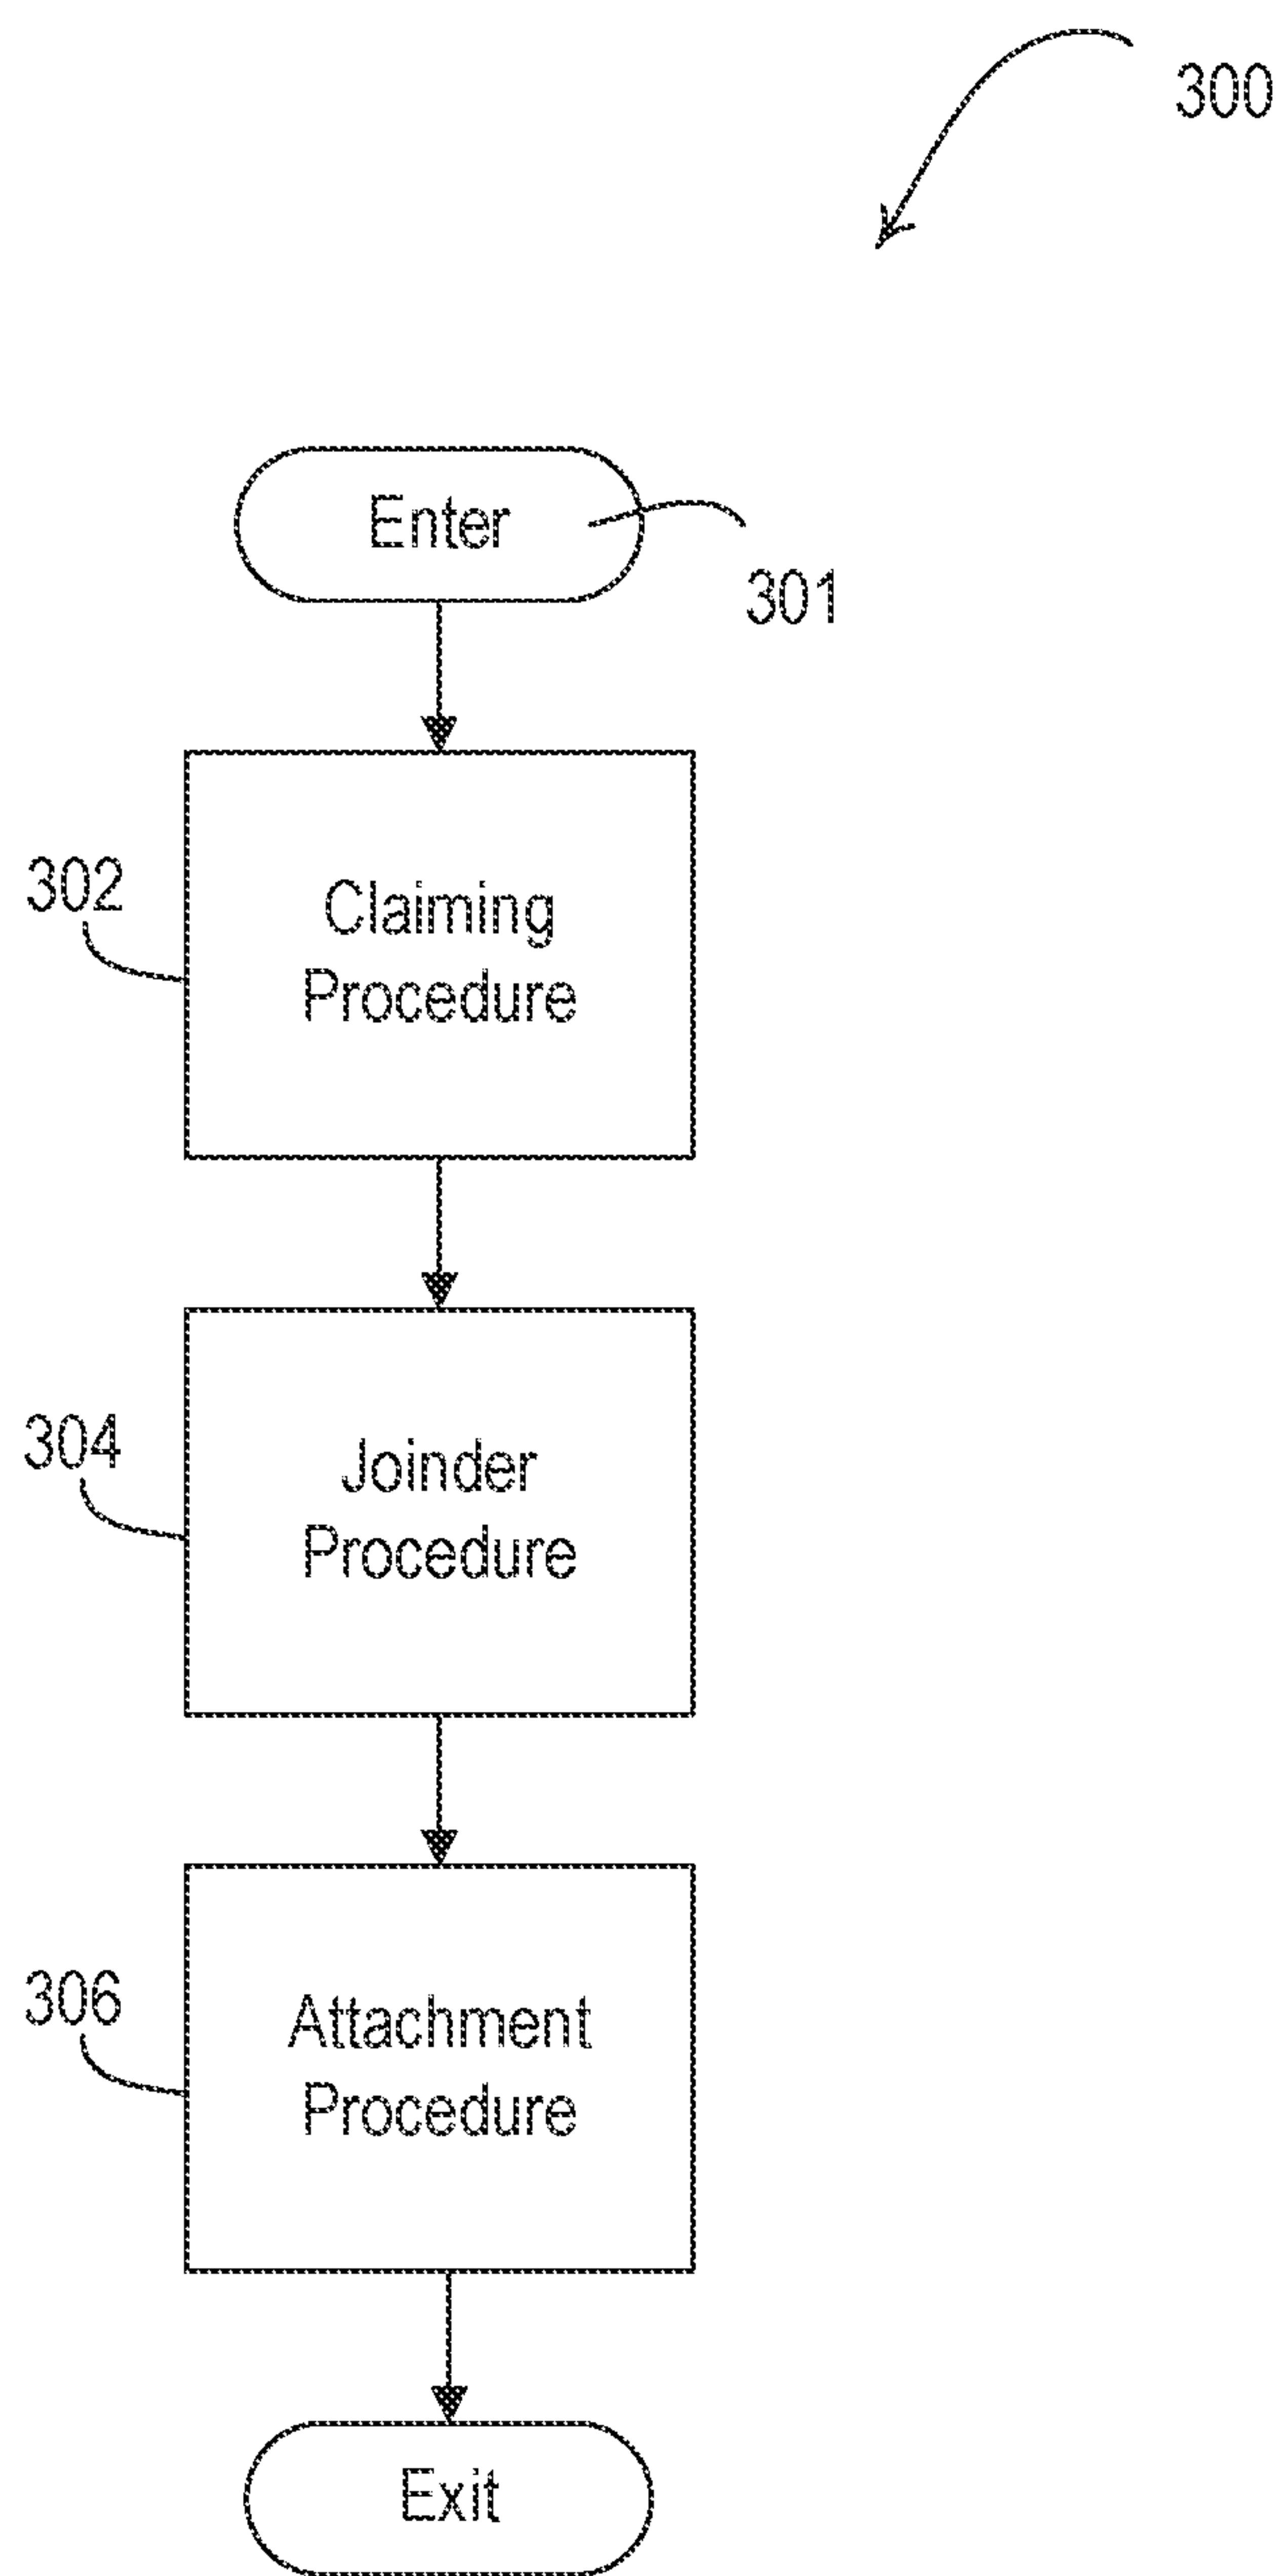 300
Enter
301
302
Claiming
Procedure
304
Joinder
Procedure
306
Attachment
Procedure
Exit